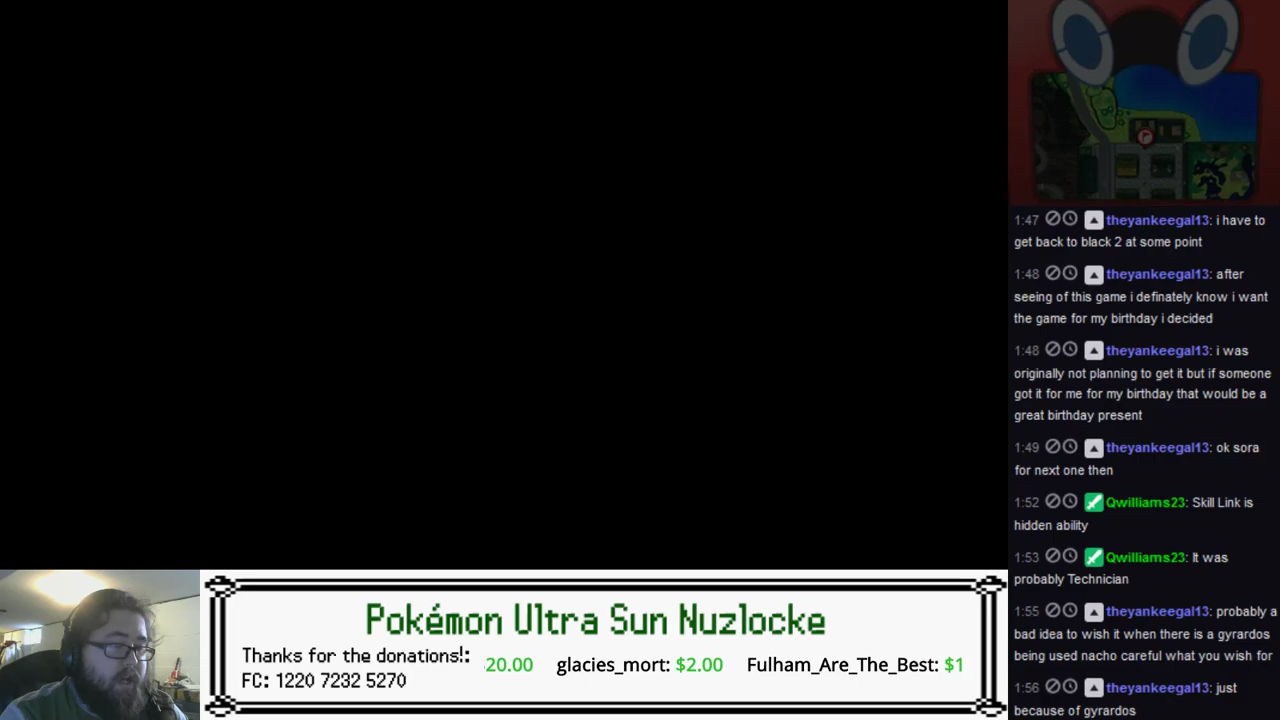 1:47 theyankeegal13: i have to
get back to black 2 at some point
1:48 theyankeegal13: after
seeing of this game i definately know i want
the game for my birthday i decided
1:48 theyankeegal13: i was
originally not planning to get it but if someone
got it for me for my birthday that would be a
great birthday present
1:49 theyankeegal13: ok sora
for next one then
1:52 Qwilliams23: Skill Link is
hidden ability
1:53 Qwilliams23: It was
probably Technician
1:55 theyankeegal13: probably a
bad idea to wish it when there is a gyrardos
being used nacho careful what you wish for
1:56 theyankeegal13: just
because of gyrardos
Pokémon Ultra Sun Nuzlocke
Thanks for the donations!:
20.00 glacies_mort: $2.00 Fulham_Are_The_Best: $1
FC: 1220 7232 5270